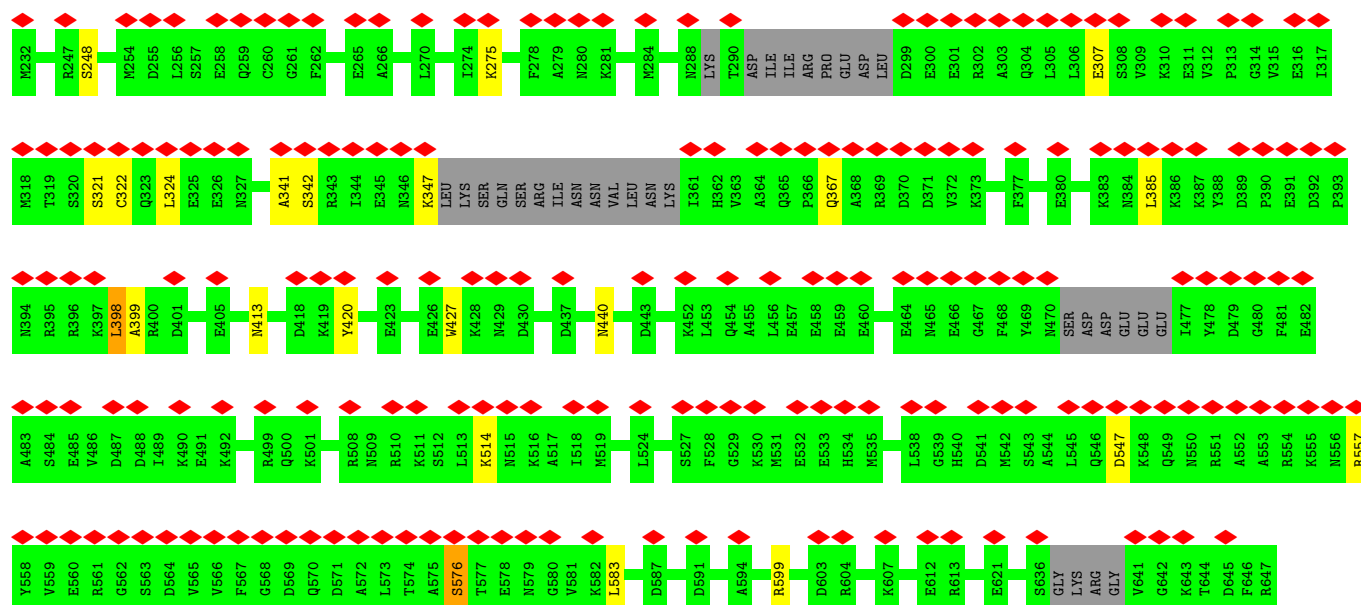 M232 R247 S248 M254 D255 L256 S257 E258 Q259 C260 G261 F262 E265 A266 L270 I274 K275 F278 A279 N280 K281 M284 N288 LYS T290 ASP ILE ILE ARG PRO GLU ASP LEU D299 E300 E301 R302 A303 Q304 L305 L306 E307 S308 V309 K310 E311 V312 P313 G314 V315 E316 I317
M318 T319 S320 S321 C322 Q323 L324 E325 E326 N327 A341 S342 R343 I344 E345 N346 K347 LEU LYS SER GLN SER ARG ILE ASN ASN VAL LEU ASN LYS I361 H362 V363 A364 Q365 P366 Q367 A368 R369 D370 D371 V372 K373 F377 E380 K383 N384 L385 K386 K387 Y388 D389 P390 E391 D392 P393
N394 R395 R396 K397 L398 A399 R400 D401 E405 N413 D418 K419 Y420 E423 E426 W427 K428 N429 D430 D437 N440 D443 K452 L453 Q454 A455 L456 E457 E458 E459 E460 E464 N465 E466 G467 F468 Y469 N470 SER ASP ASP GLU GLU GLU I477 Y478 D479 G480 F481 E482
A483 S484 E485 V486 D487 D488 I489 K490 E491 K492 R499 Q500 K501 R508 N509 R510 K511 S512 L513 K514 N515 K516 A517 I518 M519 L524 S527 F528 G529 K530 M531 E532 E533 H534 M535 L538 G539 H540 D541 M542 S543 A544 L545 Q546 D547 K548 Q549 N550 R551 A552 A553 R554 K555 N556 R557
Y558 V559 E560 R561 G562 S563 D564 V565 V566 F567 G568 D569 Q570 D571 A572 L573 T574 A575 S576 T577 E578 N579 G580 V581 K582 L583 D587 D591 A594 R599 D603 R604 K607 E612 R613 E621 S636 GLY LYS ARG GLY V641 G642 K643 T644 D645 F646 R647